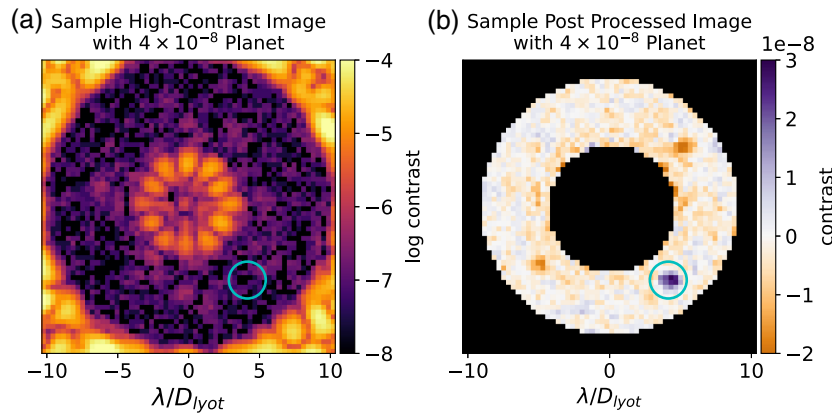 (a) Sample High-Contrast Image
with 4 × 10⁻⁸ Planet
−4
−5
−6
−7
−8
log contrast
−10 −5 0 5 10
λ/D_lyot
(b) Sample Post Processed Image
with 4 × 10⁻⁸ Planet
1e−8
3
2
1
0
−1
−2
contrast
−10 −5 0 5 10
λ/D_lyot